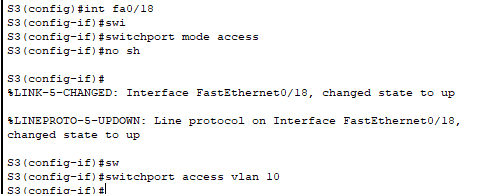 S3(config)#int fa0/18
S3(config-if)#swi
S3(config-if)#switchport mode access
S3(config-if)#no sh
S3(config-if)#
%LINK-5-CHANGED: Interface FastEthernet0/18, changed state to up
%LINEPROTO-5-UPDOWN: Line protocol on Interface FastEthernet0/18,
changed state to up
S3(config-if)#sw
S3(config-if)#switchport access vlan 10
S3(config-if)#